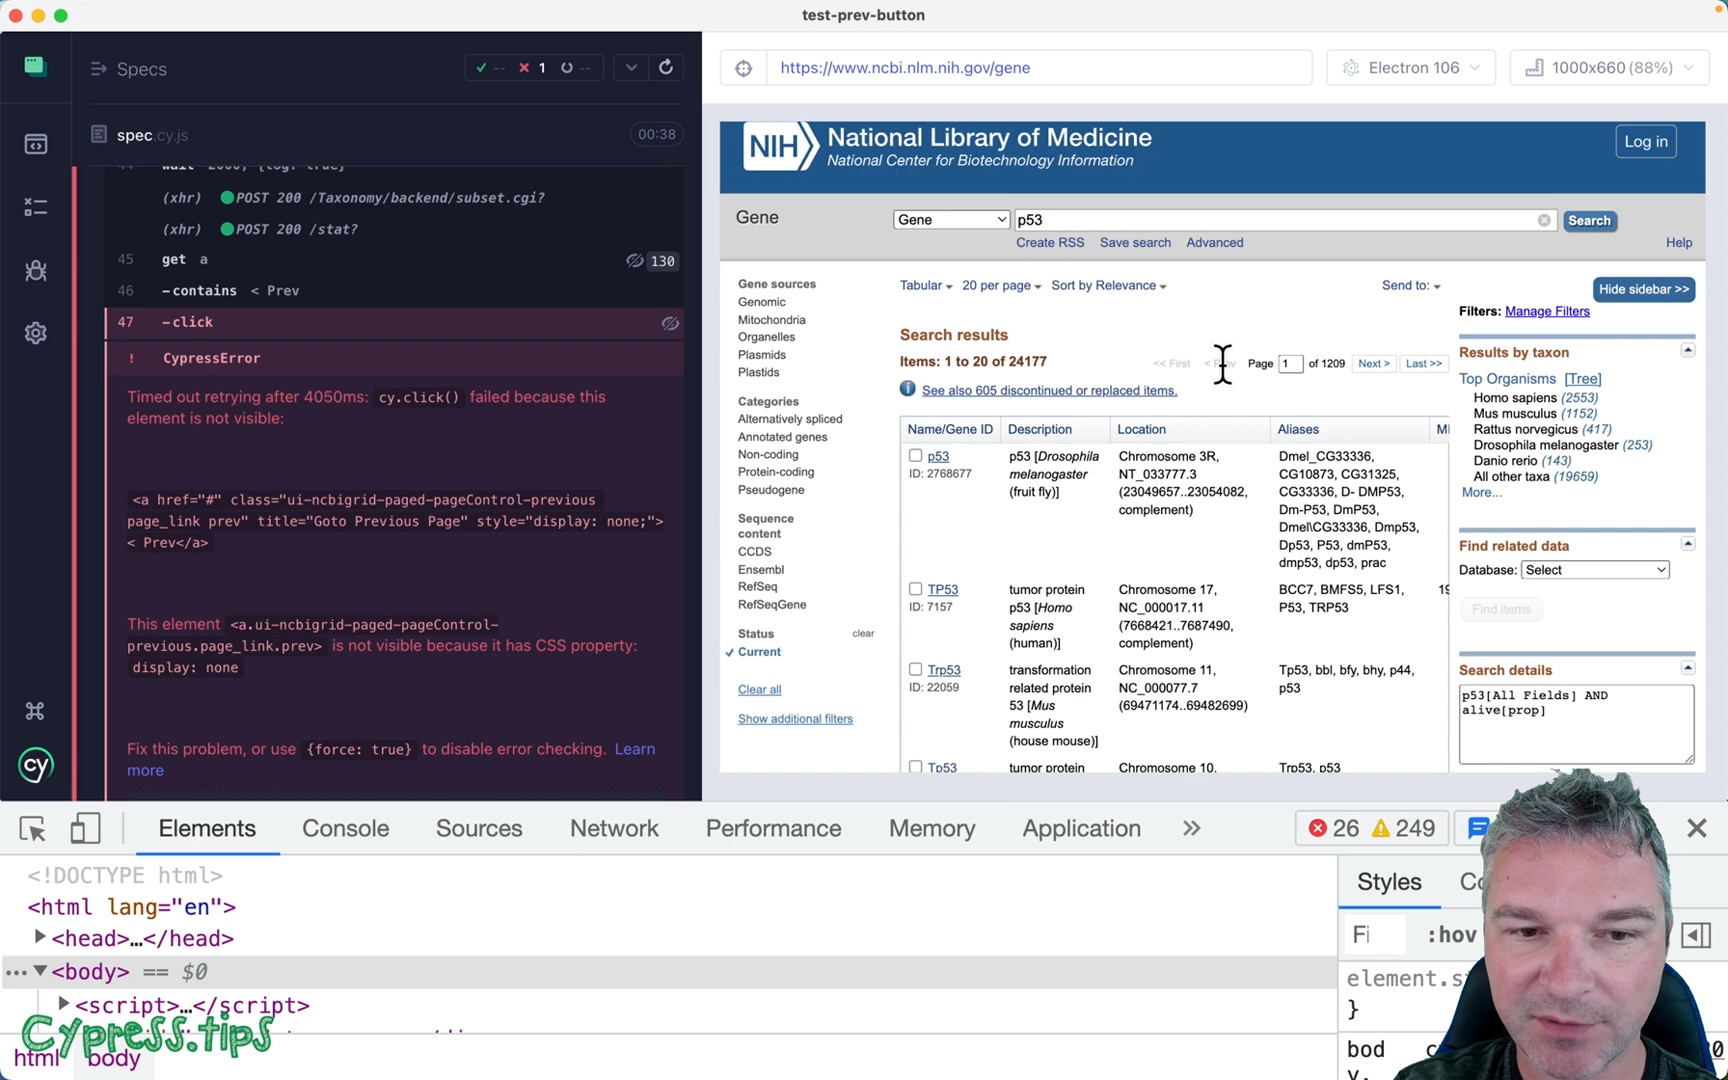 test-prev-button
Specs
-- 1 --
spec.cy.js
00:38
44 wait 2000, {log: true}
(xhr) POST 200 /Taxonomy/backend/subset.cgi?
(xhr) POST 200 /stat?
45 get a 130
46 -contains < Prev
47 -click
! CypressError
Timed out retrying after 4050ms: cy.click() failed because this
element is not visible:
<a href="#" class="ui-ncbigrid-paged-pageControl-previous
page_link prev" title="Goto Previous Page" style="display: none;">
< Prev</a>
This element <a.ui-ncbigrid-paged-pageControl-
previous.page_link.prev> is not visible because it has CSS property:
display: none
Fix this problem, or use {force: true} to disable error checking. Learn
more
cy
https://www.ncbi.nlm.nih.gov/gene
Electron 106
1000x660 (88%)
NIH National Library of Medicine
National Center for Biotechnology Information
Log in
Gene
Gene p53 Search
Create RSS Save search Advanced
Help
Gene sources
Genomic
Mitochondria
Organelles
Plasmids
Plastids
Categories
Alternatively spliced
Annotated genes
Non-coding
Protein-coding
Pseudogene
Sequence
content
CCDS
Ensembl
RefSeq
RefSeqGene
Status clear
Current
Clear all
Show additional filters
Tabular 20 per page Sort by Relevance Send to:
Search results
Items: 1 to 20 of 24177
<< First < Prev Page 1 of 1209 Next > Last >>
See also 605 discontinued or replaced items.
Name/Gene ID Description Location Aliases
p53
ID: 2768677
p53 [Drosophila
melanogaster
(fruit fly)]
Chromosome 3R,
NT_033777.3
(23049657..23054082,
complement)
Dmel_CG33336,
CG10873, CG31325,
CG33336, D- DMP53,
Dm-P53, DmP53,
Dmel\CG33336, Dmp53,
Dp53, P53, dmP53,
dmp53, dp53, prac
TP53
ID: 7157
tumor protein
p53 [Homo
sapiens
(human)]
Chromosome 17,
NC_000017.11
(7668421..7687490,
complement)
BCC7, BMFS5, LFS1,
P53, TRP53
19
Trp53
ID: 22059
transformation
related protein
53 [Mus
musculus
(house mouse)]
Chromosome 11,
NC_000077.7
(69471174..69482699)
Tp53, bbl, bfy, bhy, p44,
p53
Tp53 tumor protein Chromosome 10, Trp53, p53
Hide sidebar >>
Filters: Manage Filters
Results by taxon
Top Organisms [Tree]
Homo sapiens (2553)
Mus musculus (1152)
Rattus norvegicus (417)
Drosophila melanogaster (253)
Danio rerio (143)
All other taxa (19659)
More...
Find related data
Database: Select
Find items
Search details
p53[All Fields] AND
alive[prop]
Elements Console Sources Network Performance Memory Application >> 26 249
<!DOCTYPE html>
<html lang="en">
<head>…</head>
… <body> == $0
<script>…</script>
Cypress.tips
html body
Styles
Fi :hov
}